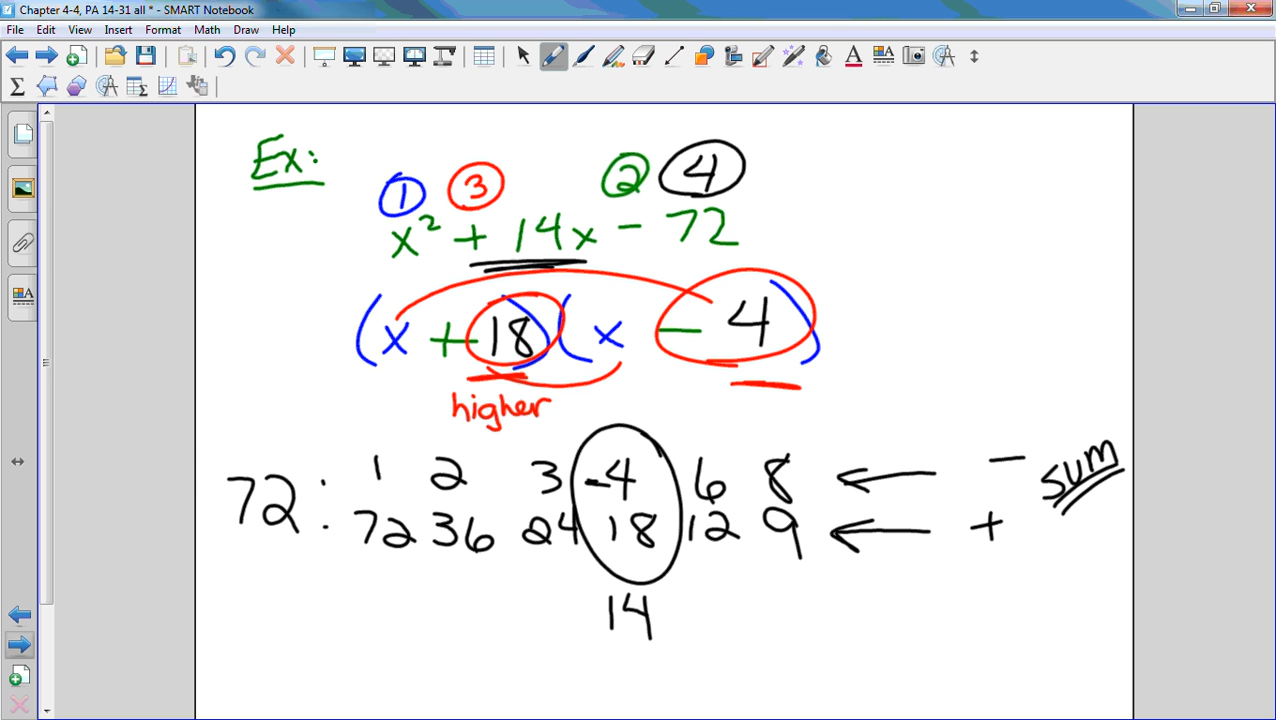 Chapter 4-4, PA 14-31 all * - SMART Notebook
File Edit View Insert Format Math Draw Help
Ex:
1 3 2 4
x² + 14x - 72
(x + 18)(x - 4)
higher
72: 1 2 3 -4 6 8 ← - sum
72 36 24 18 12 9 ← +
14